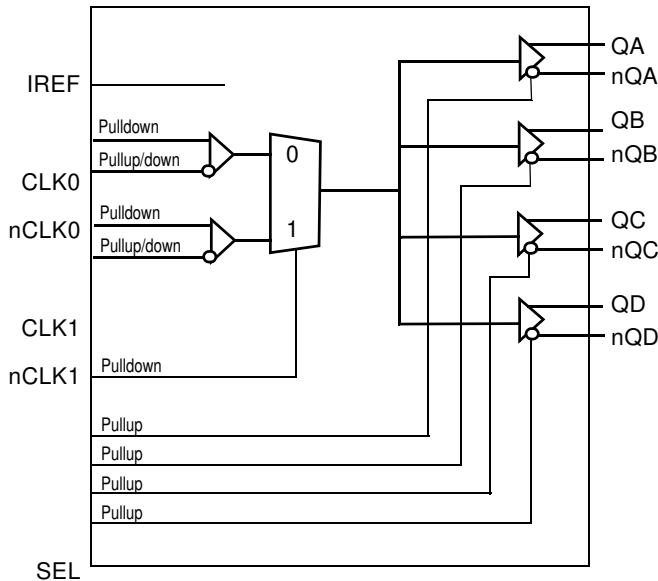 IREF
CLK0
nCLK0
CLK1
nCLK1
SEL
Pulldown
Pullup/down
Pulldown
Pullup/down
Pulldown
Pullup
Pullup
Pullup
Pullup
0
1
QA
nQA
QB
nQB
QC
nQC
QD
nQD